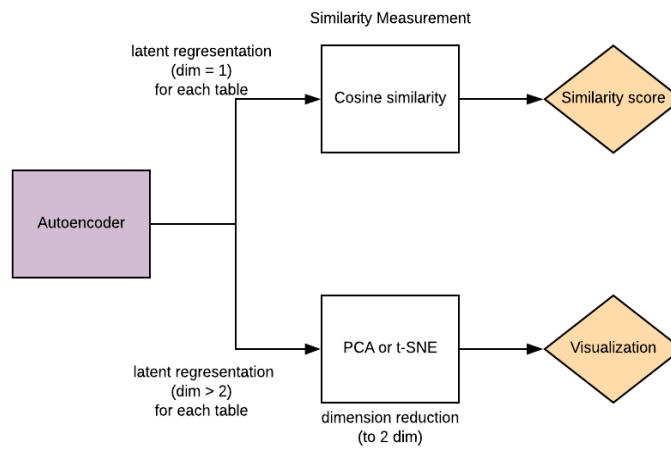 Similarity Measurement
latent regresentation
(dim = 1)
for each table
Cosine similarity
Similarity score
Autoencoder
latent regresentation
(dim > 2)
for each table
PCA or t-SNE
Visualization
dimension reduction
(to 2 dim)